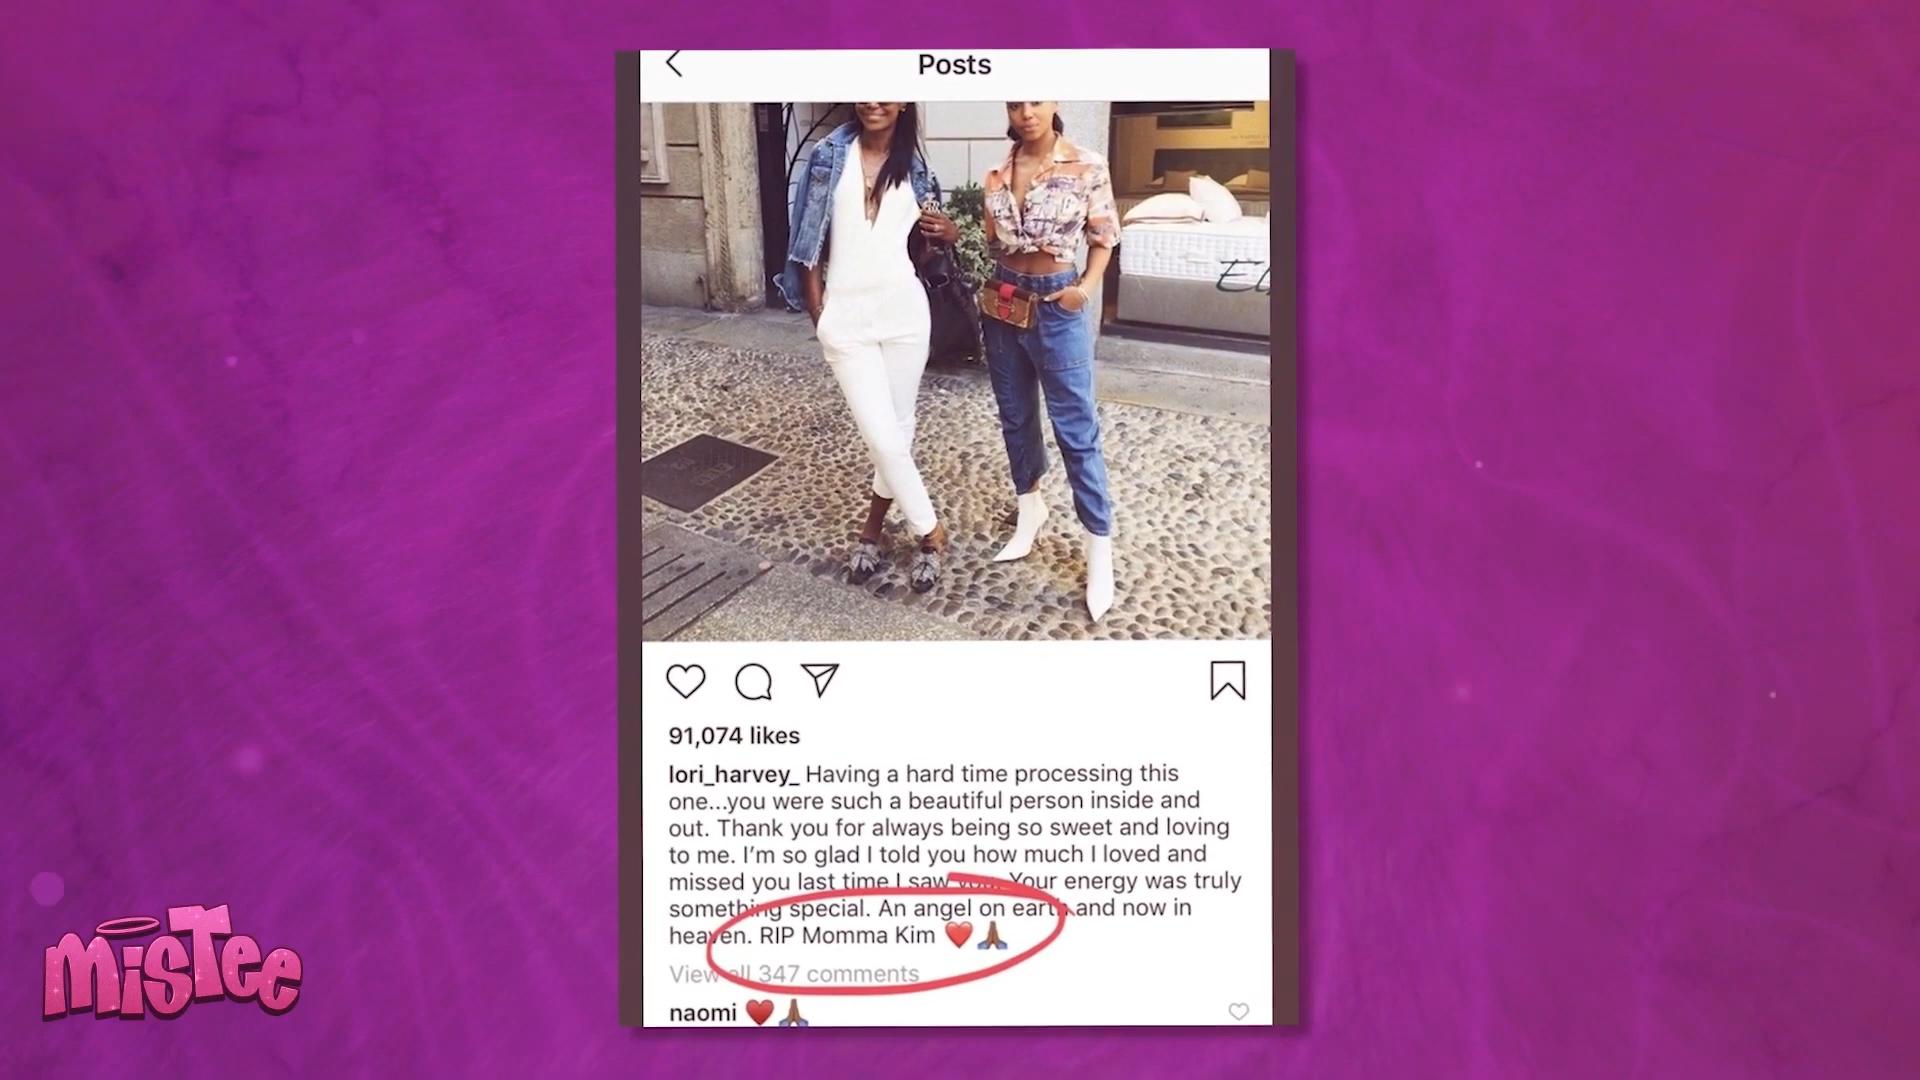 Posts
El
91,074 likes
lori_harvey_ Having a hard time processing this
one...you were such a beautiful person inside and
out. Thank you for always being so sweet and loving
to me. I'm so glad I told you how much I loved and
missed you last time I saw you. Your energy was truly
something special. An angel on earth and now in
heaven. RIP Momma Kim ❤️🙏🏾
View all 347 comments
naomi ❤️🙏🏾
MisTee